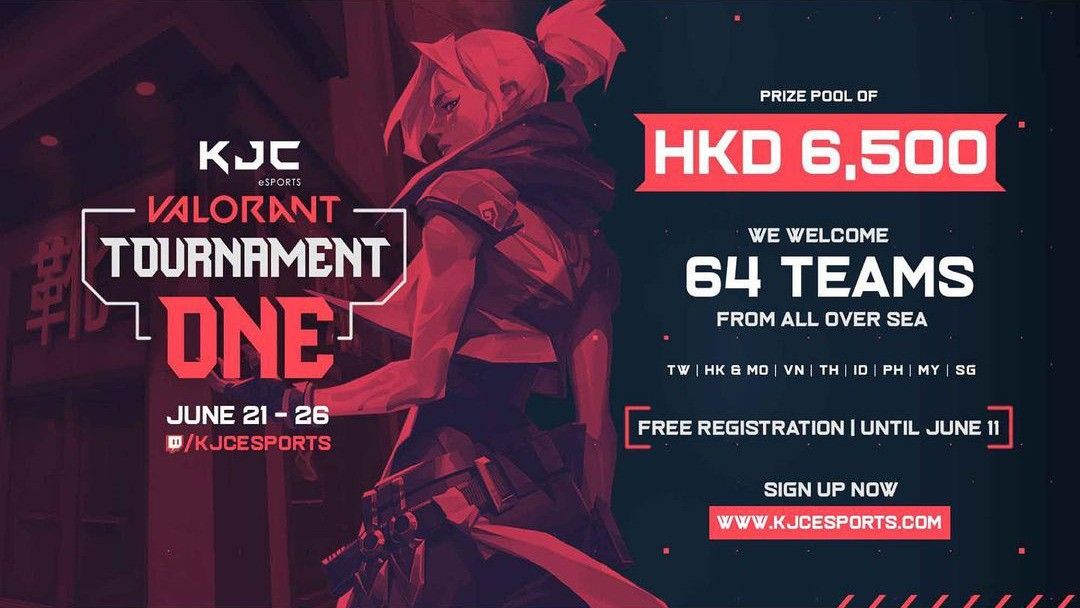 KJC
eSPORTS
VALORANT
TOURNAMENT
ONE
JUNE 21 - 26
/KJCESPORTS
PRIZE POOL OF
HKD 6,500
WE WELCOME
64 TEAMS
FROM ALL OVER SEA
TW | HK & MO | VN | TH | ID | PH | MY | SG
FREE REGISTRATION | UNTIL JUNE 11
SIGN UP NOW
WWW.KJCESPORTS.COM